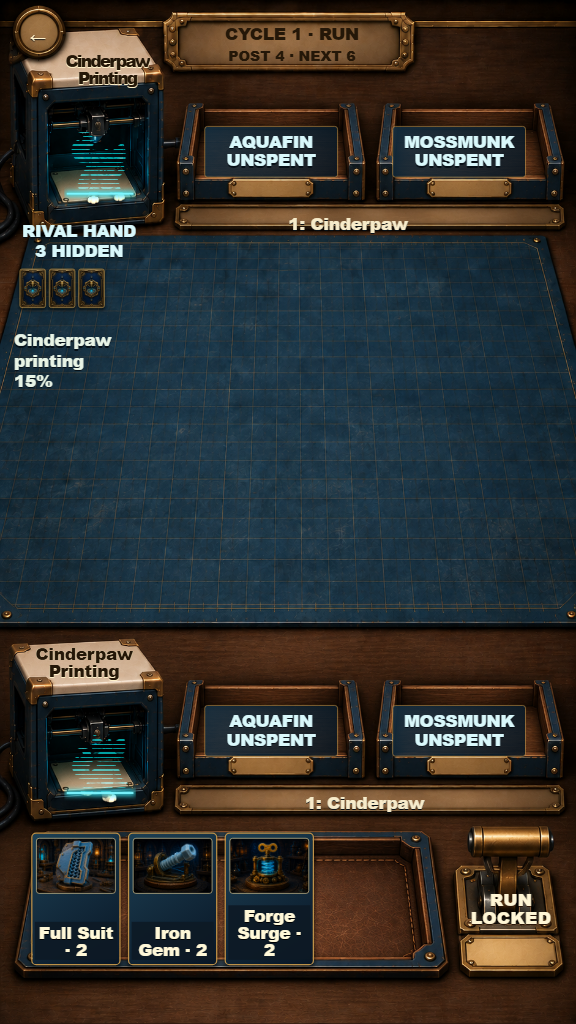 ←
CYCLE 1 · RUN
POST 4 · NEXT 6
Cinderpaw
Printing
AQUAFIN
UNSPENT
MOSSMUNK
UNSPENT
1: Cinderpaw
RIVAL HAND
3 HIDDEN
Cinderpaw
printing
15%
Cinderpaw
Printing
AQUAFIN
UNSPENT
MOSSMUNK
UNSPENT
1: Cinderpaw
Full Suit
· 2
Iron
Gem · 2
Forge
Surge ·
2
RUN
LOCKED